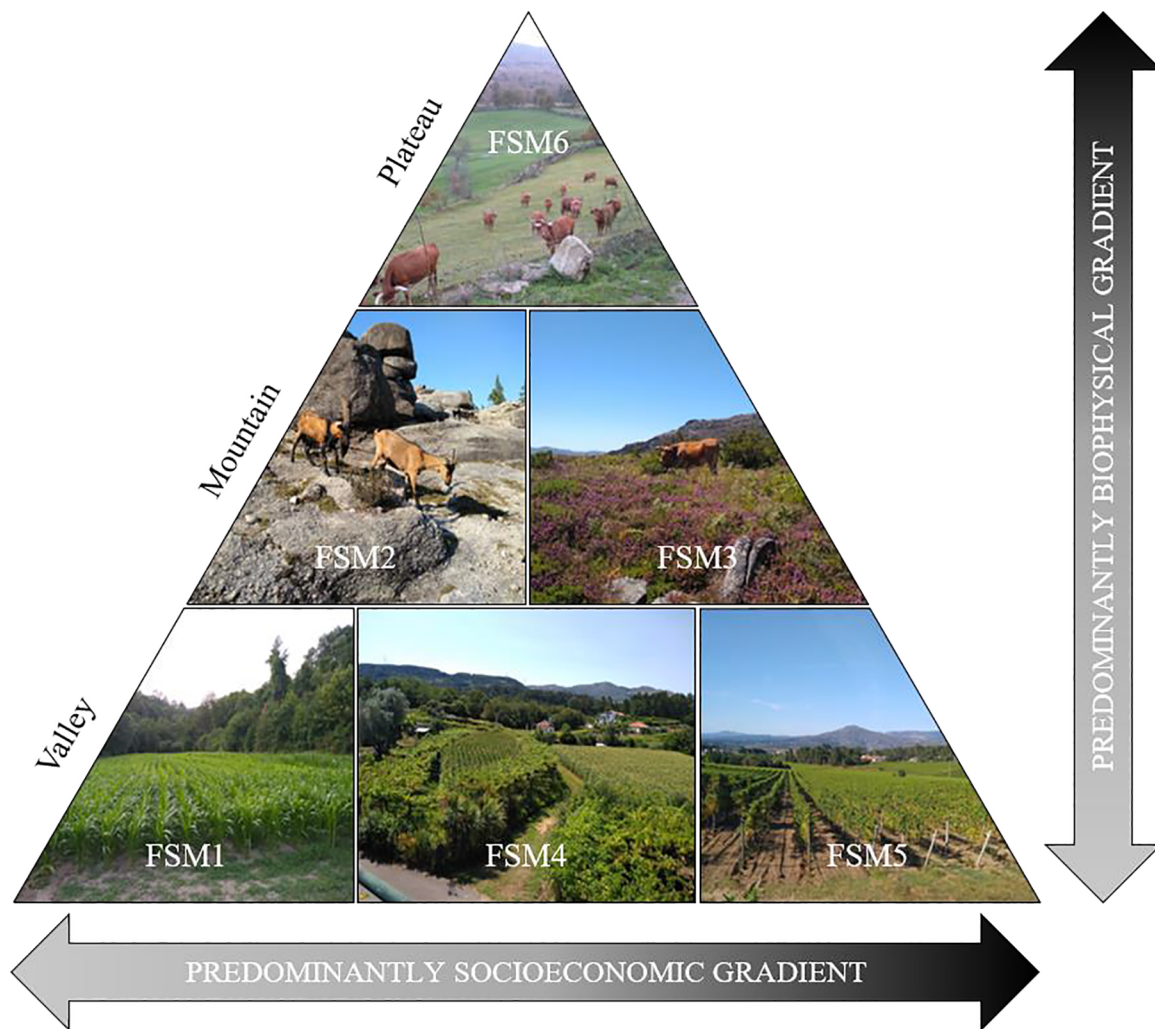 Plateau
FSM6
Mountain
FSM2
FSM3
Valley
FSM1
FSM4
FSM5
PREDOMINANTLY BIOPHYSICAL GRADIENT
PREDOMINANTLY SOCIOECONOMIC GRADIENT